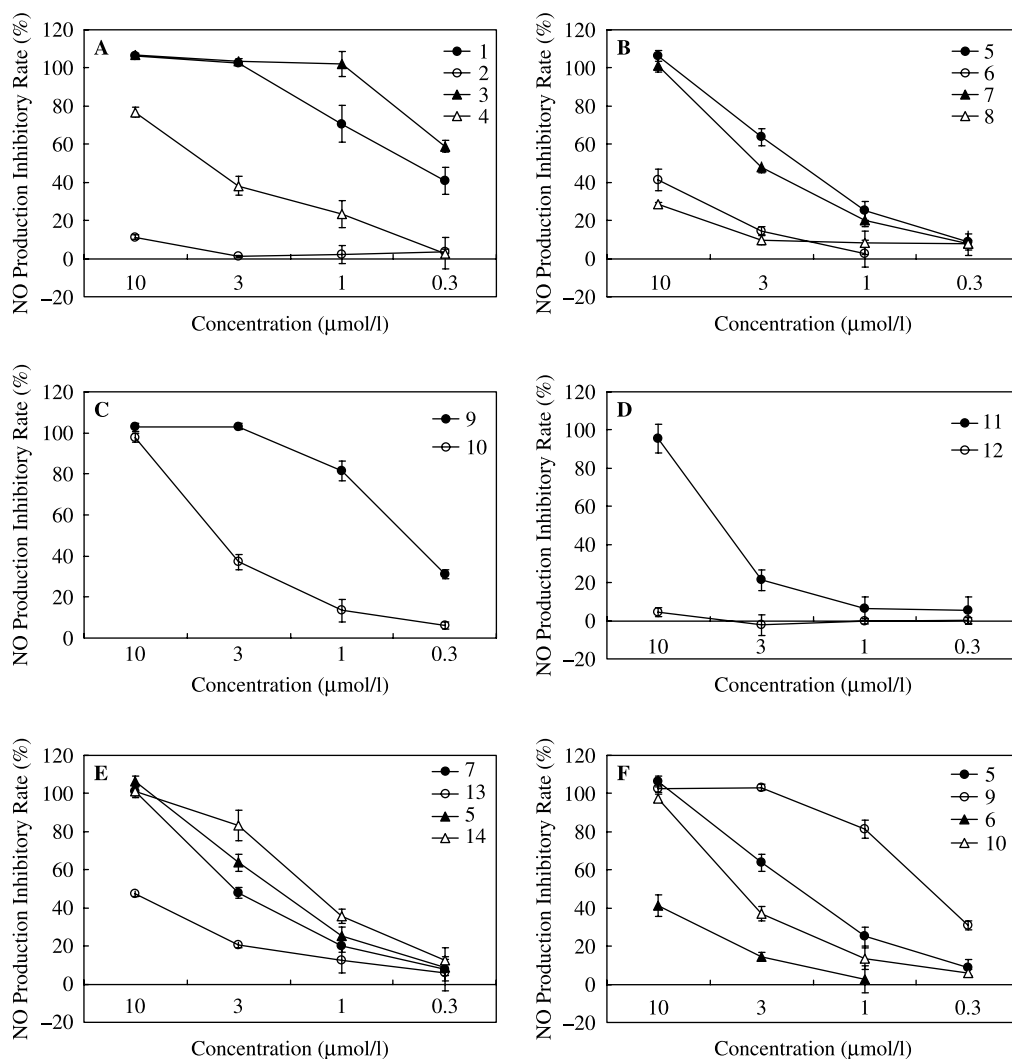 A
NO Production Inhibitory Rate (%)
120
100
80
60
40
20
0
−20
1
2
3
4
10 3 1 0.3
Concentration (μmol/l)
B
NO Production Inhibitory Rate (%)
120
100
80
60
40
20
0
−20
5
6
7
8
10 3 1 0.3
Concentration (μmol/l)
C
NO Production Inhibitory Rate (%)
120
100
80
60
40
20
0
9
10
10 3 1 0.3
Concentration (μmol/l)
D
NO Production Inhibitory Rate (%)
120
100
80
60
40
20
0
−20
11
12
10 3 1 0.3
Concentration (μmol/l)
E
NO Production Inhibitory Rate (%)
120
100
80
60
40
20
0
−20
7
13
5
14
10 3 1 0.3
Concentration (μmol/l)
F
NO Production Inhibitory Rate (%)
120
100
80
60
40
20
0
−20
5
9
6
10
10 3 1 0.3
Concentration (μmol/l)